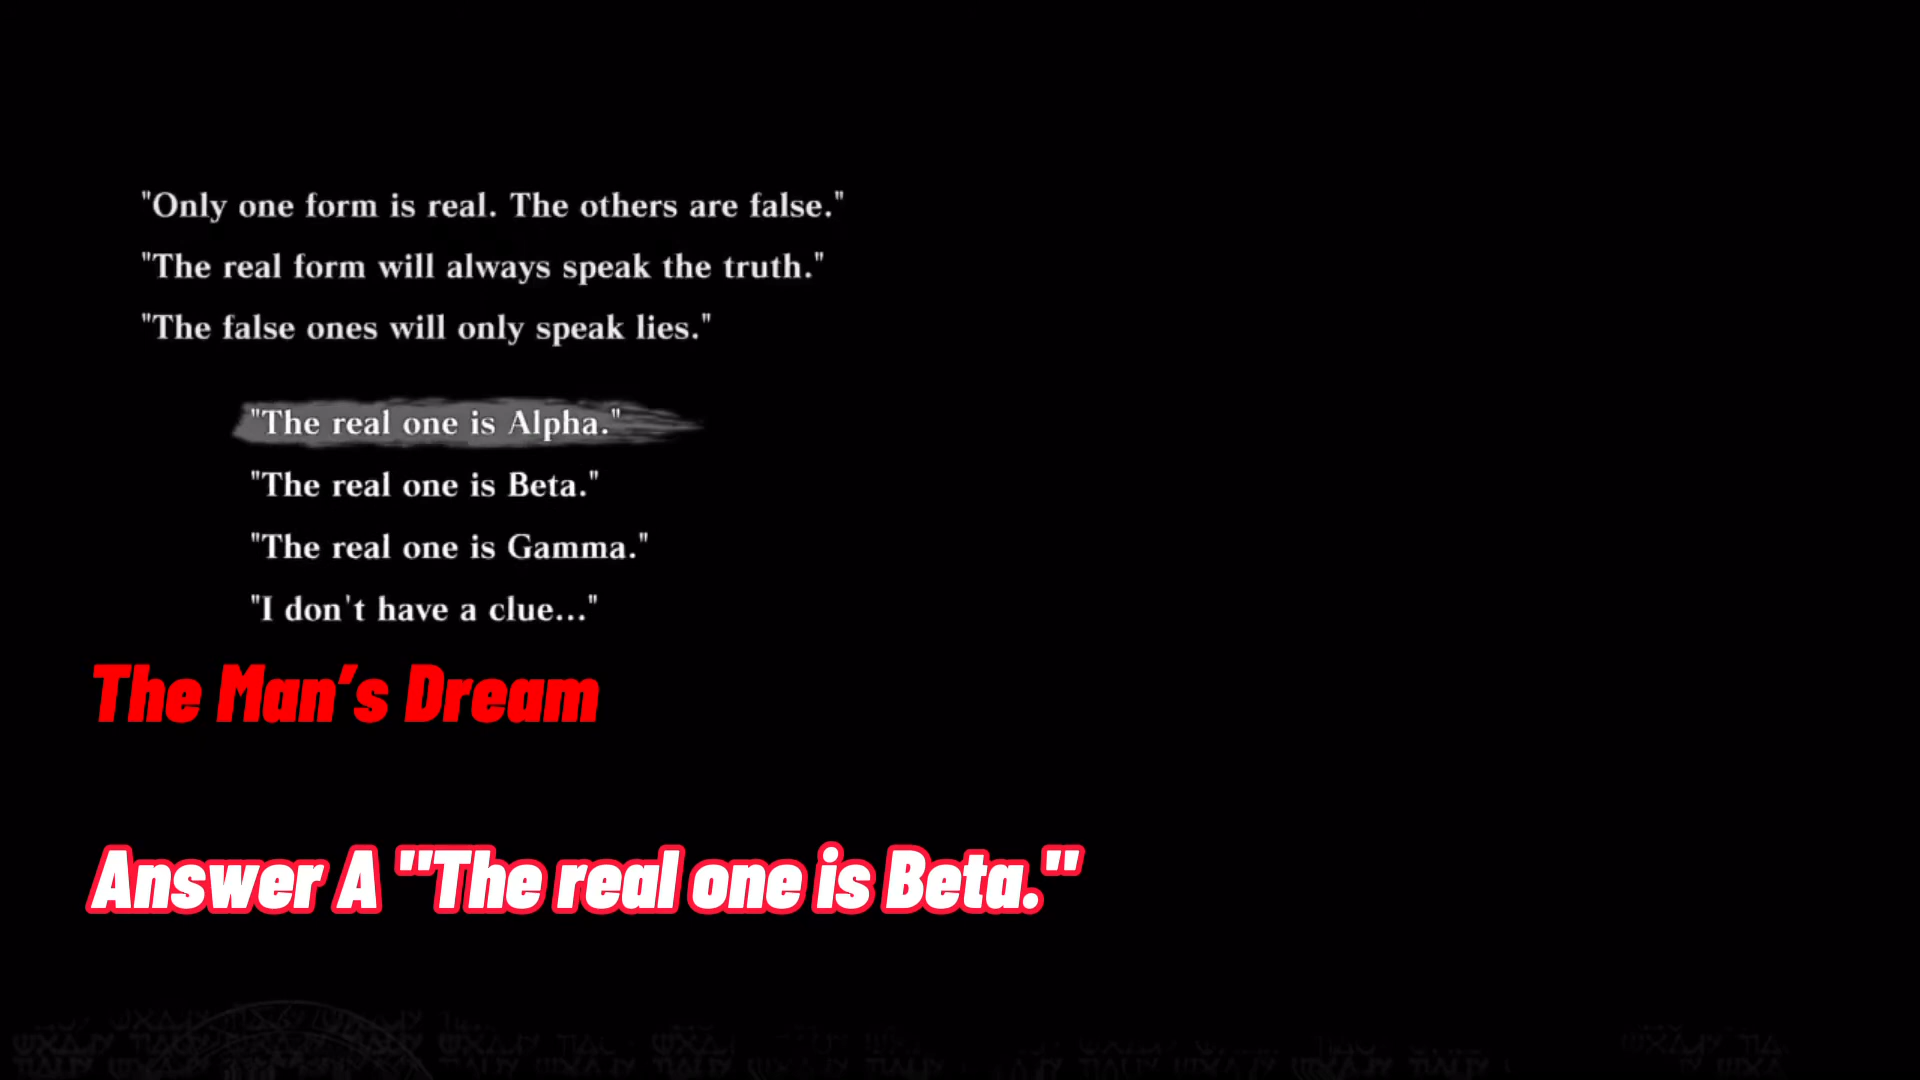 "Only one form is real. The others are false."
"The real form will always speak the truth."
"The false ones will only speak lies."
"The real one is Alpha."
"The real one is Beta."
"The real one is Gamma."
"I don't have a clue..."
The Man's Dream
Answer A "The real one is Beta."